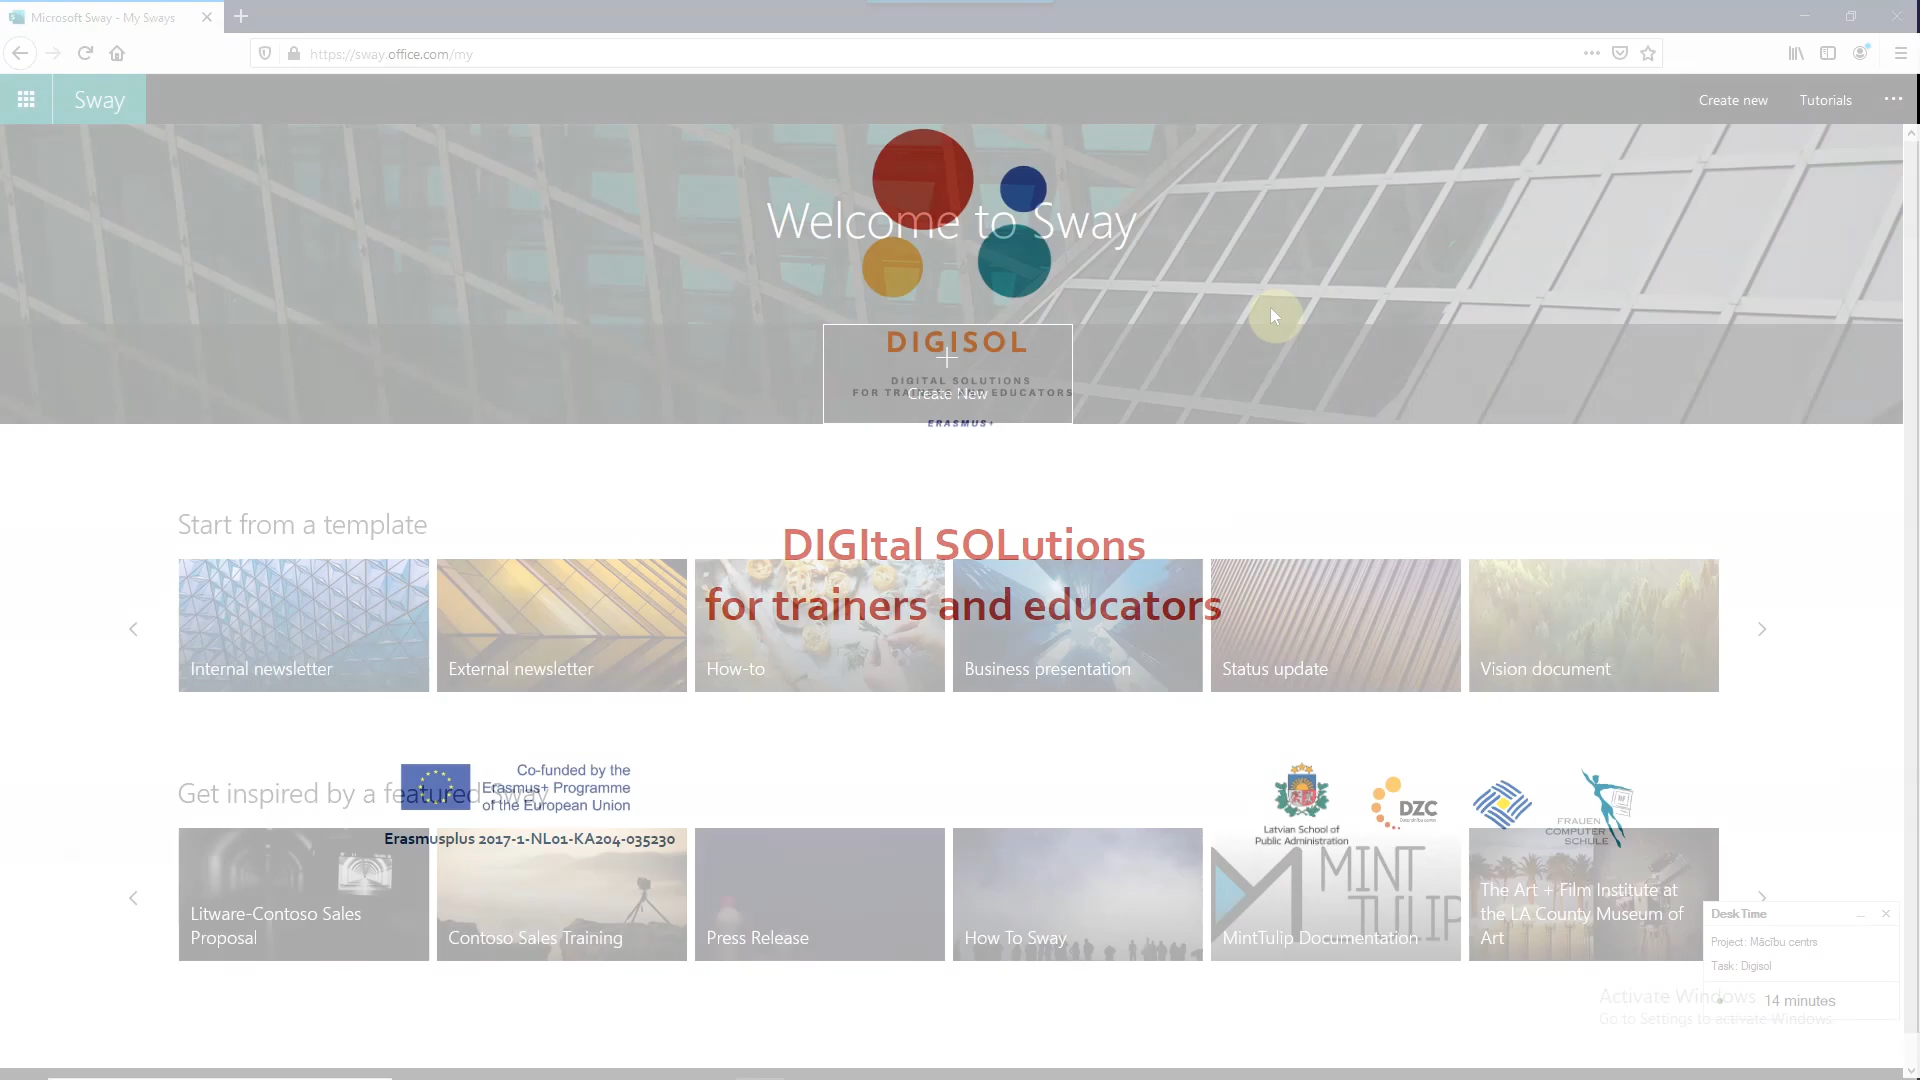 Microsoft Sway - My Sways
https://sway.office.com/my
Sway
Create new
Tutorials
Welcome to Sway
DIGISOL
DIGITAL SOLUTIONS
FOR TRAINERS AND EDUCATORS
Create New
ERASMUS+
Start from a template
DIGItal SOLutions
for trainers and educators
Internal newsletter
External newsletter
How-to
Business presentation
Status update
Vision document
Get inspired by a featured Sway
Co-funded by the
Erasmus+ Programme
of the European Union
Erasmusplus 2017-1-NL01-KA204-035230
Latvian School of
Public Administration
DZC
FRAUEN
COMPUTER
SCHULE
Litware-Contoso Sales
Proposal
Contoso Sales Training
Press Release
How To Sway
MINT
TULIP
MintTulip Documentation
The Art + Film Institute at
the LA County Museum of
Art
DeskTime
Project: Mācību centrs
Task: Digisol
14 minutes
Activate Windows
Go to Settings to activate Windows.